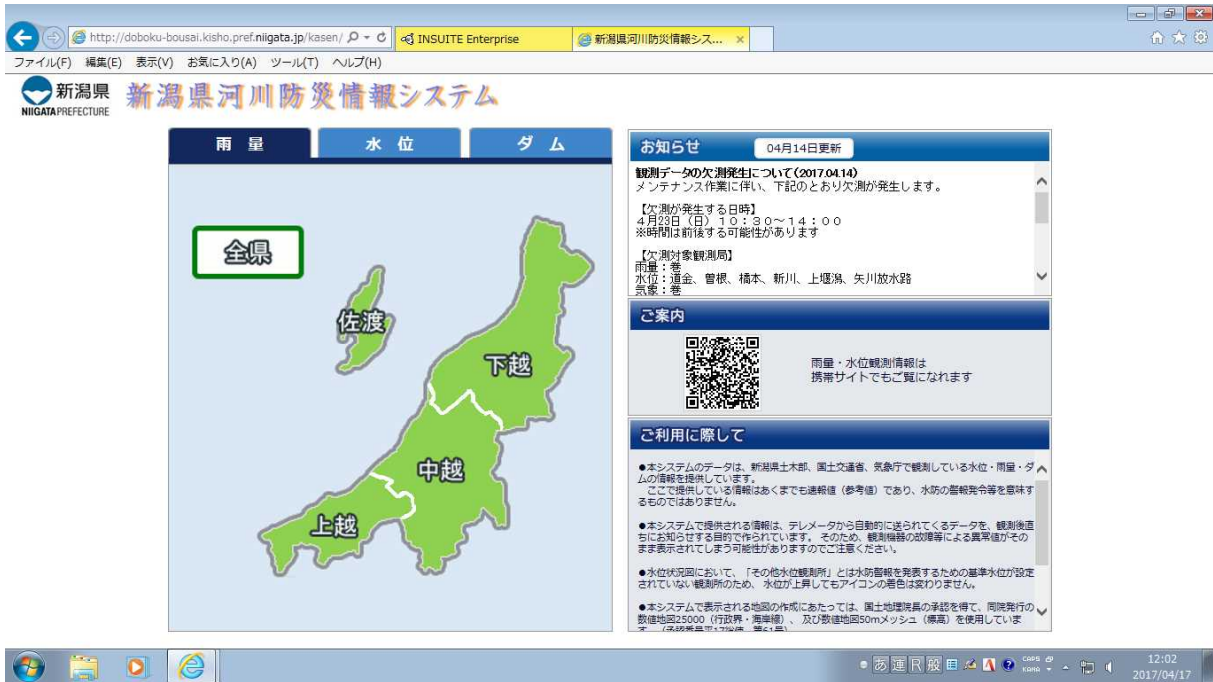 http://doboku-bousai.kisho.pref.niigata.jp/kasen/
INSUITE Enterprise
新潟県河川防災情報シス...
ファイル(F) 編集(E) 表示(V) お気に入り(A) ツール(T) ヘルプ(H)
新潟県
NIIGATA PREFECTURE
新潟県河川防災情報システム
雨量
水位
ダム
全県
佐渡
下越
中越
上越
お知らせ
04月14日更新
観測データの欠測発生について(2017.04.14)
メンテナンス作業に伴い、下記のとおり欠測が発生します。
【欠測が発生する日時】
4月23日（日）10：30～14：00
※時間は前後する可能性があります
【欠測対象観測局】
雨量：巻
水位：道金、曽根、橋本、新川、上堰潟、矢川放水路
気象：巻
ご案内
雨量・水位観測情報は
携帯サイトでもご覧になれます
ご利用に際して
●本システムのデータは、新潟県土木部、国土交通省、気象庁で観測している水位・雨量・ダ
ムの情報を提供しています。
ここで提供している情報はあくまでも速報値（参考値）であり、水防の警報発令等を意味す
るものではありません。
●本システムで提供される情報は、テレメータから自動的に送られてくるデータを、観測後直
ちにお知らせする目的で作られています。 そのため、観測機器の故障等による異常値がその
まま表示されてしまう可能性がありますのでご注意ください。
●水位状況図において、「その他水位観測所」とは水防警報を発表するための基準水位が設定
されていない観測所のため、 水位が上昇してもアイコンの着色は変わりません。
●本システムで表示される地図の作成にあたっては、国土地理院長の承認を得て、同院発行の
数値地図25000（行政界・海岸線）、 及び数値地図50mメッシュ（標高）を使用していま
す。（承認番号平17総使、第61号）
あ 連 R 般
CAPS
KANA
12:02
2017/04/17